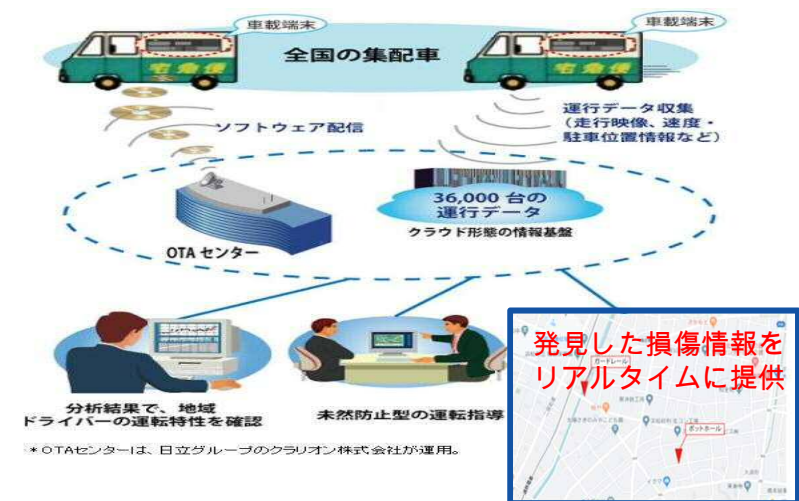 車載端末
車載端末
全国の集配車
宅急便
宅急便
ソフトウェア配信
運行データ収集
(走行映像、速度・
駐車位置情報など)
36,000 台の
運行データ
クラウド形態の情報基盤
OTA センター
発見した損傷情報を
リアルタイムに提供
ガードレール
ポットホール
分析結果で、地域
ドライバーの運転特性を確認
未然防止型の運転指導
*OTAセンターは、日立グループのクラリオン株式会社が運用。